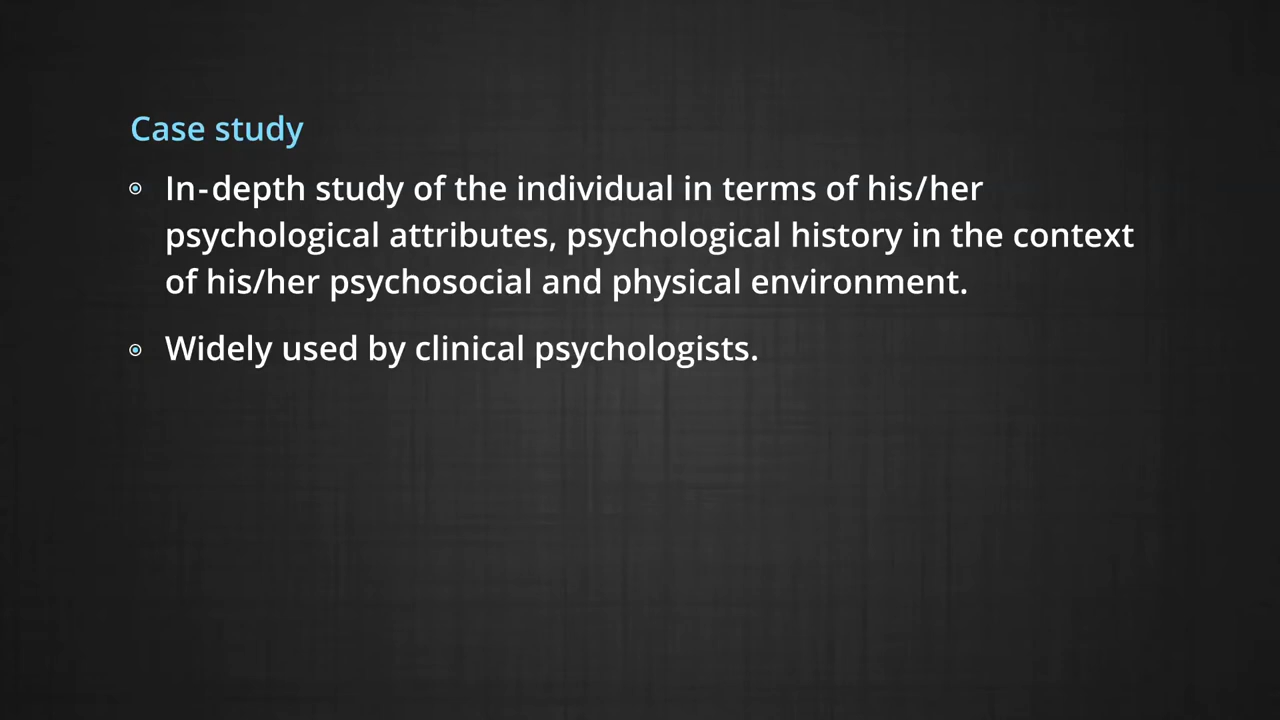 Case study
In-depth study of the individual in terms of his/her
psychological attributes, psychological history in the context
of his/her psychosocial and physical environment.
Widely used by clinical psychologists.